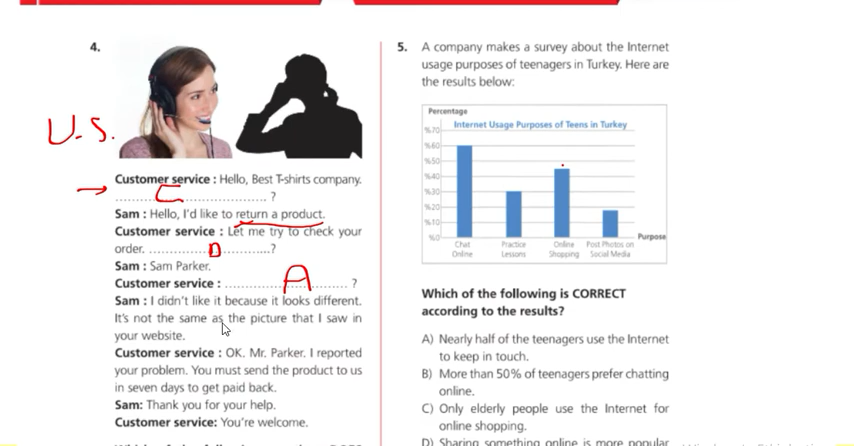 4.
U.S.
Customer service : Hello, Best T-shirts company.
.......... C .......... ?
Sam : Hello, I'd like to return a product.
Customer service : Let me try to check your
order. .......... D ..........?
Sam : Sam Parker.
Customer service : .......... A .......... ?
Sam : I didn't like it because it looks different.
It's not the same as the picture that I saw in
your website.
Customer service : OK. Mr. Parker. I reported
your problem. You must send the product to us
in seven days to get paid back.
Sam: Thank you for your help.
Customer service: You're welcome.
5. A company makes a survey about the Internet
usage purposes of teenagers in Turkey. Here are
the results below:
Percentage
Internet Usage Purposes of Teens in Turkey
%70
%60
%50
%40
%30
%20
%10
%0
Chat Online
Practice Lessons
Online Shopping
Post Photos on Social Media
Purpose
Which of the following is CORRECT
according to the results?
A) Nearly half of the teenagers use the Internet
to keep in touch.
B) More than 50% of teenagers prefer chatting
online.
C) Only elderly people use the Internet for
online shopping.
D) Sharing something online is more popular